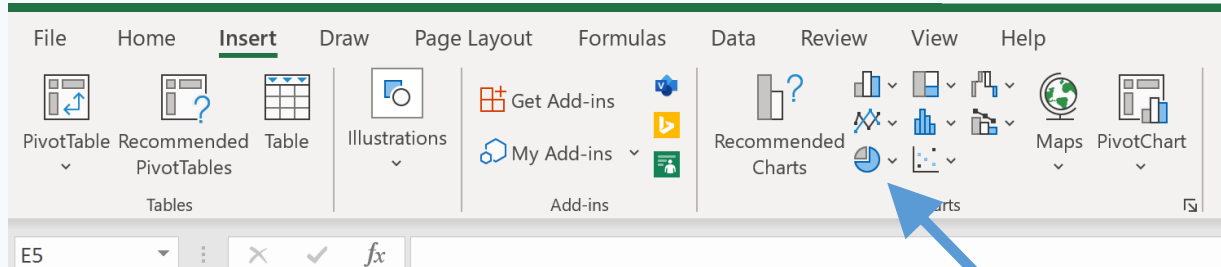 File Home Insert Draw Page Layout Formulas Data Review View Help
PivotTable
Recommended
PivotTables
Table
Illustrations
Get Add-ins
My Add-ins
Recommended
Charts
Maps
PivotChart
Tables
Add-ins
E5
fx